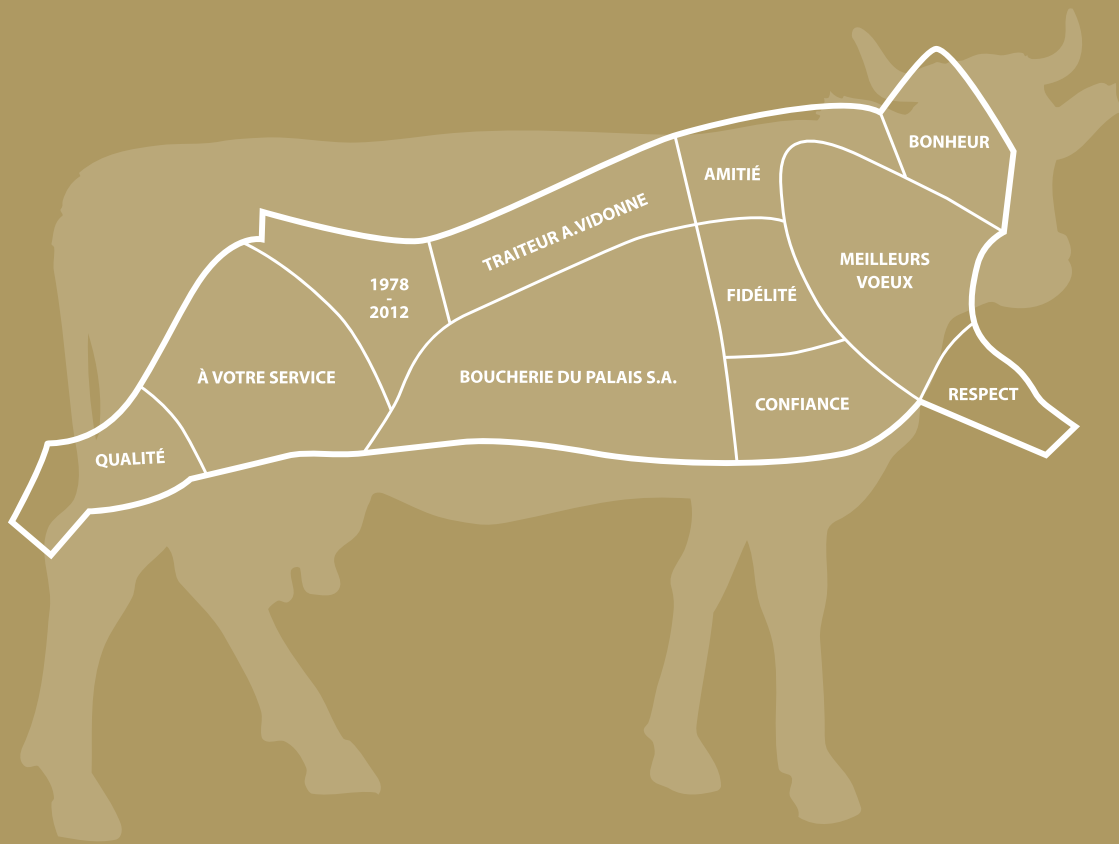 BONHEUR
AMITIÉ
TRAITEUR A.VIDONNE
MEILLEURS
VOEUX
1978
-
2012
FIDÉLITÉ
À VOTRE SERVICE
BOUCHERIE DU PALAIS S.A.
CONFIANCE
RESPECT
QUALITÉ